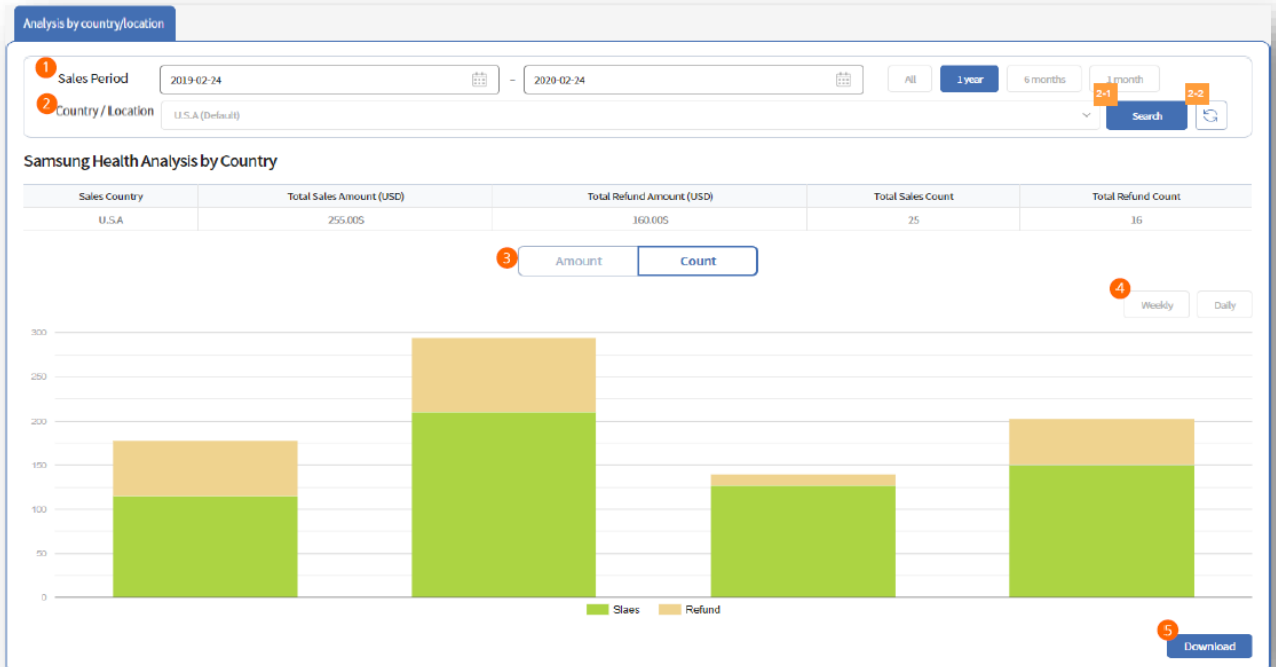 Analysis by country/location
1
Sales Period 2019-02-24 - 2020-02-24 All 1 year 6 months 1 month
2 2-1 2-2
Country / Location U.S.A (Default) Search
Samsung Health Analysis by Country
Sales Country Total Sales Amount (USD) Total Refund Amount (USD) Total Sales Count Total Refund Count
U.S.A 255.00$ 160.00$ 25 16
3 Amount Count
4
Weekly Daily
300
250
200
150
100
50
0
Slaes Refund
5
Download